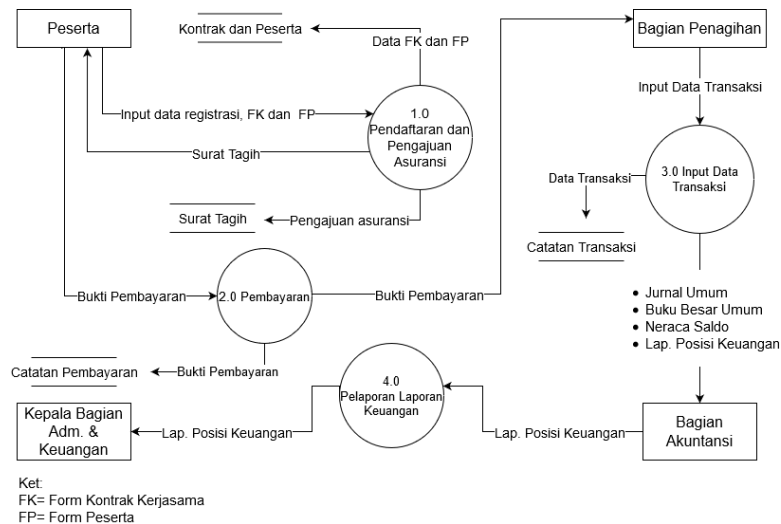 Peserta
Kontrak dan Peserta
Data FK dan FP
Bagian Penagihan
Input Data Transaksi
Input data registrasi, FK dan FP
1.0
Pendaftaran dan
Pengajuan
Asuransi
Surat Tagih
Data Transaksi
3.0 Input Data
Transaksi
Surat Tagih
Pengajuan asuransi
Catatan Transaksi
Bukti Pembayaran
2.0 Pembayaran
Bukti Pembayaran
• Jurnal Umum
• Buku Besar Umum
• Neraca Saldo
• Lap. Posisi Keuangan
Catatan Pembayaran
Bukti Pembayaran
4.0
Pelaporan Laporan
Keuangan
Kepala Bagian
Adm. &
Keuangan
Lap. Posisi Keuangan
Lap. Posisi Keuangan
Bagian
Akuntansi
Ket:
FK= Form Kontrak Kerjasama
FP= Form Peserta